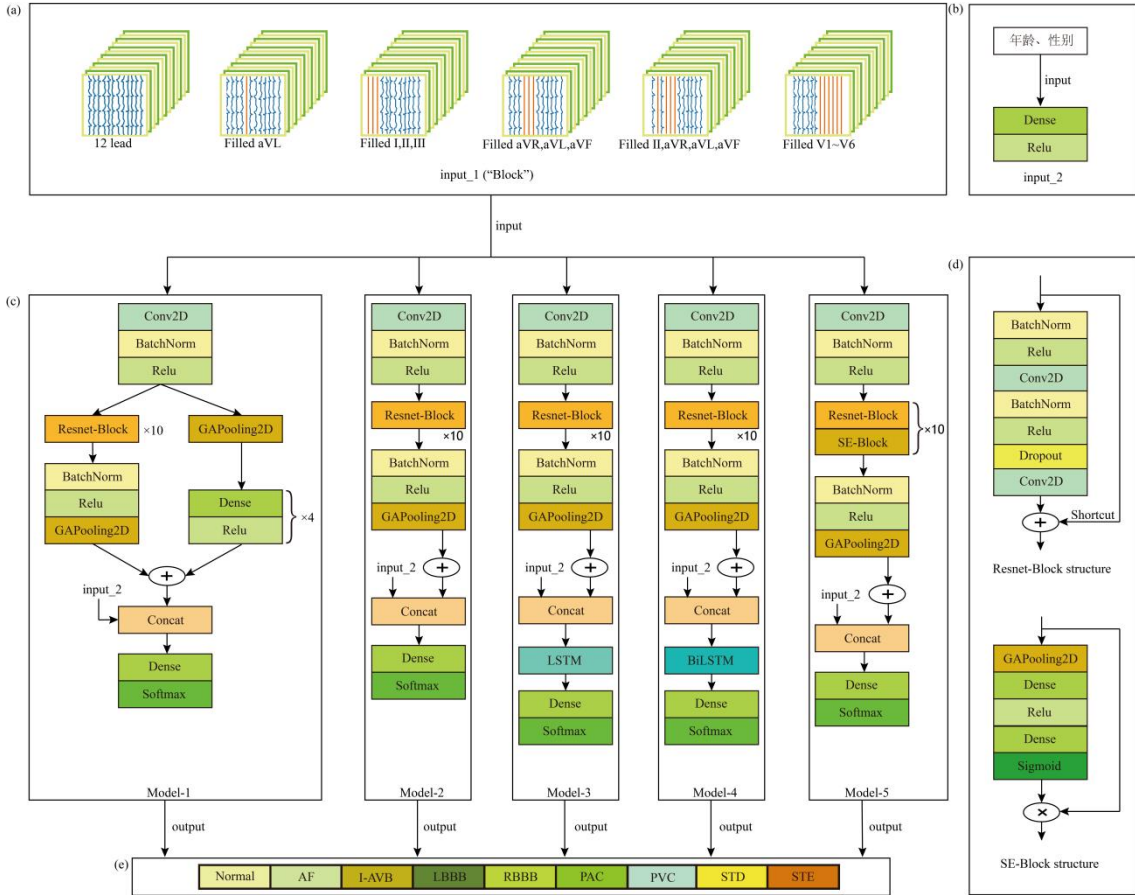 (a)
12 lead
Filled aVL
Filled I,II,III
Filled aVR,aVL,aVF
Filled II,aVR,aVL,aVF
Filled V1~V6
input_1 (“Block”)
(b)
年龄、性别
input
Dense
Relu
input_2
input
(c)
Conv2D
BatchNorm
Relu
Resnet-Block
×10
GAPooling2D
BatchNorm
Relu
GAPooling2D
Dense
Relu
×4
+
input_2
Concat
Dense
Softmax
Model-1
Conv2D
BatchNorm
Relu
Resnet-Block
×10
BatchNorm
Relu
GAPooling2D
input_2
+
Concat
Dense
Softmax
Model-2
Conv2D
BatchNorm
Relu
Resnet-Block
×10
BatchNorm
Relu
GAPooling2D
input_2
+
Concat
LSTM
Dense
Softmax
Model-3
Conv2D
BatchNorm
Relu
Resnet-Block
×10
BatchNorm
Relu
GAPooling2D
input_2
+
Concat
BiLSTM
Dense
Softmax
Model-4
Conv2D
BatchNorm
Relu
Resnet-Block
SE-Block
×10
BatchNorm
Relu
GAPooling2D
input_2
+
Concat
Dense
Softmax
Model-5
(d)
BatchNorm
Relu
Conv2D
BatchNorm
Relu
Dropout
Conv2D
Shortcut
+
Resnet-Block structure
GAPooling2D
Dense
Relu
Dense
Sigmoid
×
SE-Block structure
output
output
output
output
output
(e)
Normal
AF
I-AVB
LBBB
RBBB
PAC
PVC
STD
STE